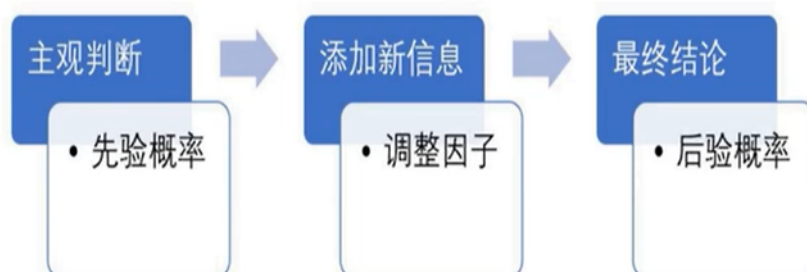 主观判断
• 先验概率
添加新信息
• 调整因子
最终结论
• 后验概率